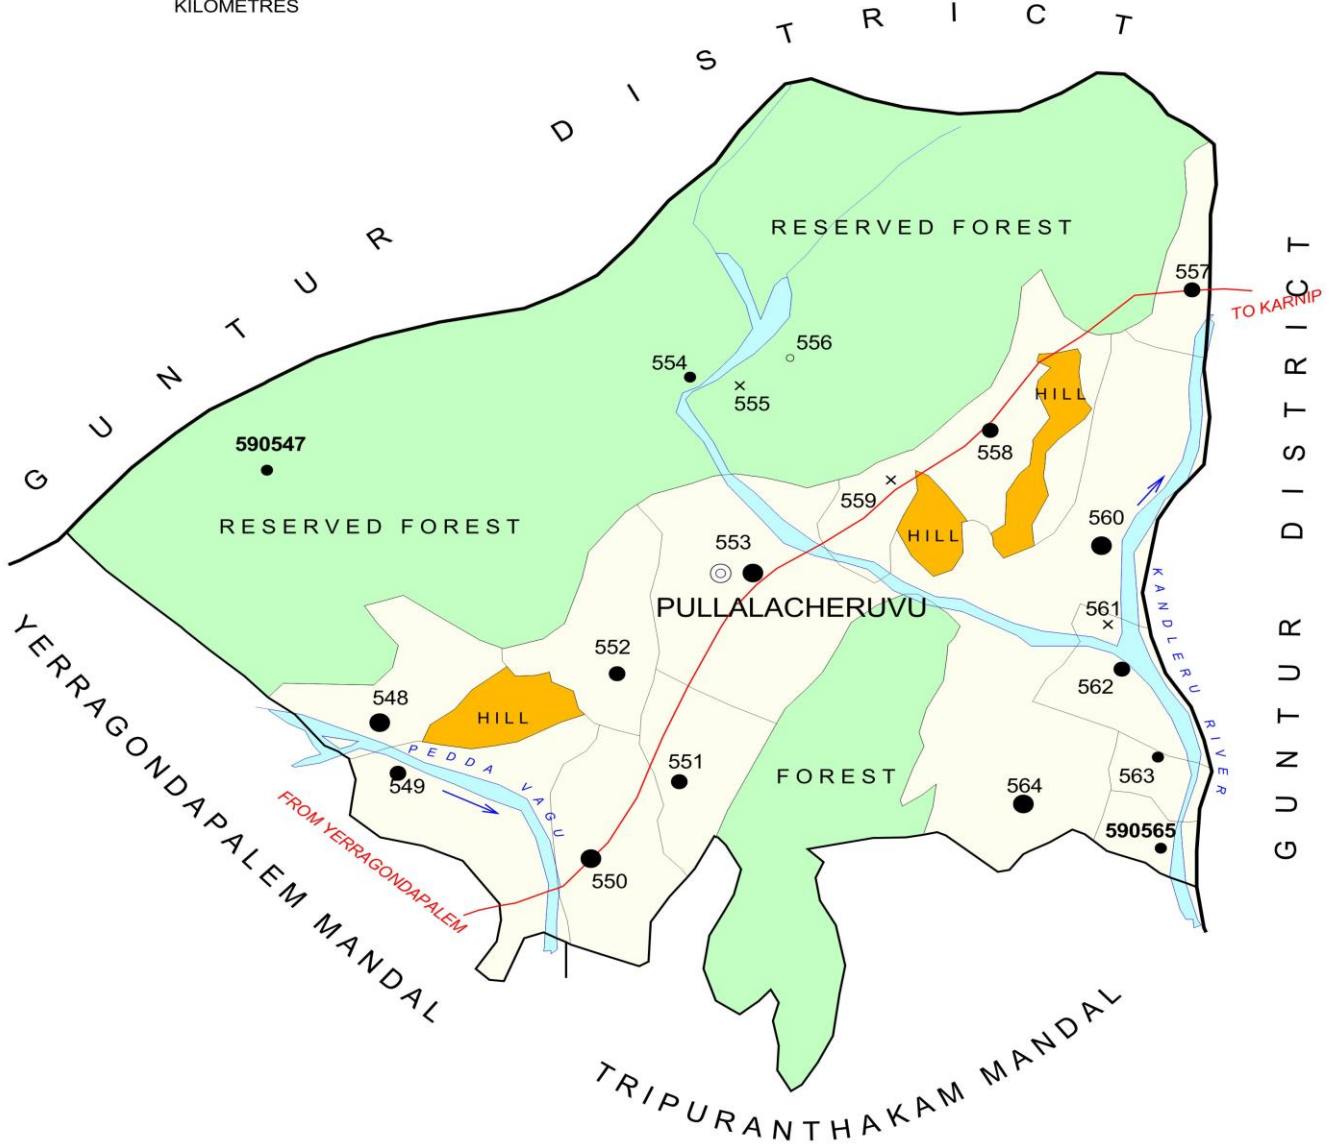 KILOMETRES
GUNTUR DISTRICT
RESERVED FOREST
557
TO KARNIP
556
554
555
HILL
590547
558
559
RESERVED FOREST
HILL
560
553
PULLALACHERUVU
561
KANDLERU RIVER
552
562
548
HILL
PEDDA VAGU
549
551
FOREST
563
564
590565
FROM YERRAGONDAPALEM
550
YERRAGONDAPALEM MANDAL
TRIPURANTHAKAM MANDAL
GUNTUR DISTRICT